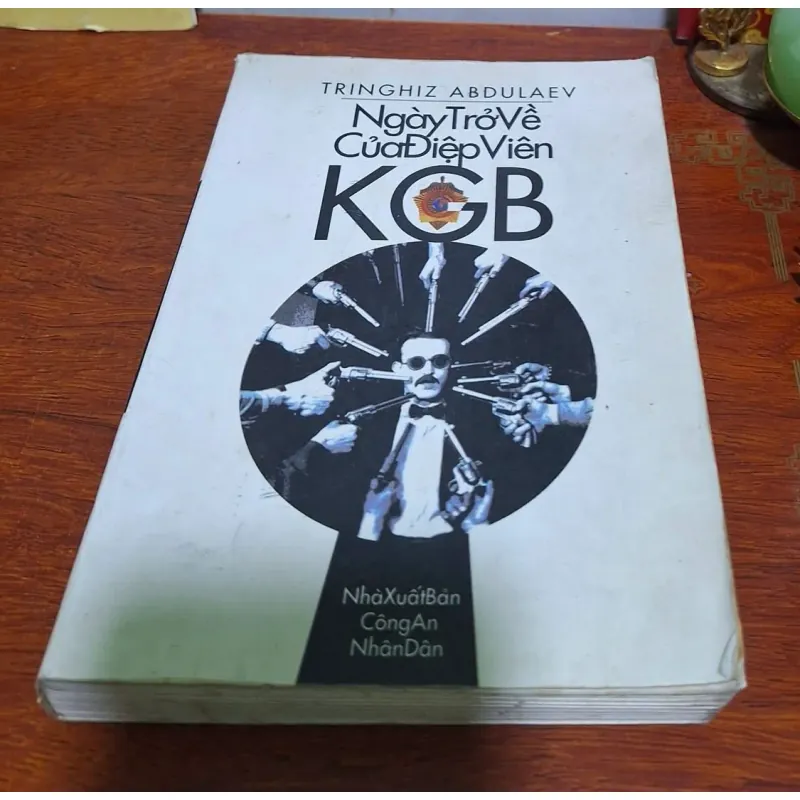 TRINGHIZ ABDULAEV
NgàyTrởVề
CủaĐiệpViên
KGB
NhàXuấtBản
CôngAn
NhânDân